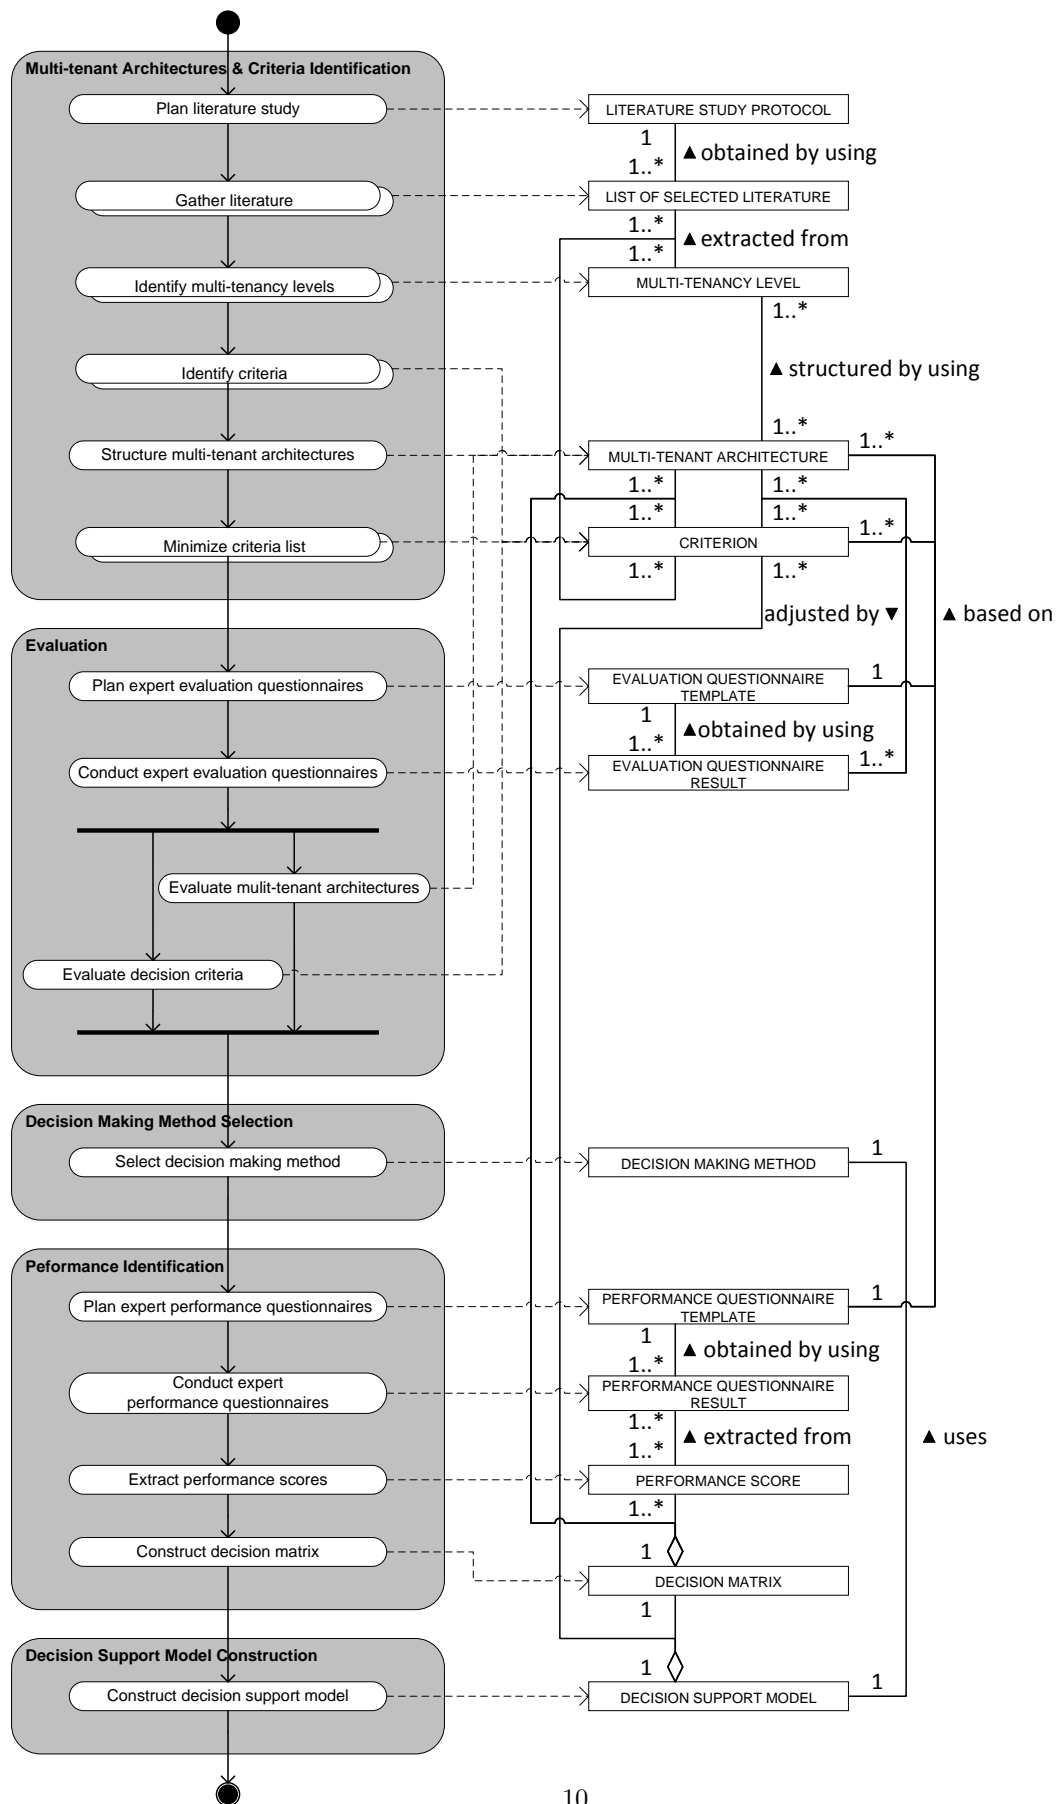 Multi-tenant Architectures & Criteria Identification
Plan literature study
LITERATURE STUDY PROTOCOL
1
▲ obtained by using
1..*
Gather literature
LIST OF SELECTED LITERATURE
1..*
▲ extracted from
1..*
Identify multi-tenancy levels
MULTI-TENANCY LEVEL
1..*
Identify criteria
▲ structured by using
1..*
1..*
Structure multi-tenant architectures
MULTI-TENANT ARCHITECTURE
1..*
1..*
1..*
1..*
Minimize criteria list
CRITERION
1..*
1..*
1..*
adjusted by ▼
▲ based on
Evaluation
Plan expert evaluation questionnaires
EVALUATION QUESTIONNAIRE
TEMPLATE
1
1
▲obtained by using
1..*
Conduct expert evaluation questionnaires
EVALUATION QUESTIONNAIRE
RESULT
1..*
Evaluate mulit-tenant architectures
Evaluate decision criteria
Decision Making Method Selection
Select decision making method
DECISION MAKING METHOD
1
Peformance Identification
Plan expert performance questionnaires
PERFORMANCE QUESTIONNAIRE
TEMPLATE
1
1
▲ obtained by using
1..*
Conduct expert
performance questionnaires
PERFORMANCE QUESTIONNAIRE
RESULT
1..*
▲ extracted from
▲ uses
1..*
Extract performance scores
PERFORMANCE SCORE
1..*
Construct decision matrix
1
DECISION MATRIX
1
Decision Support Model Construction
1
Construct decision support model
DECISION SUPPORT MODEL
1
10